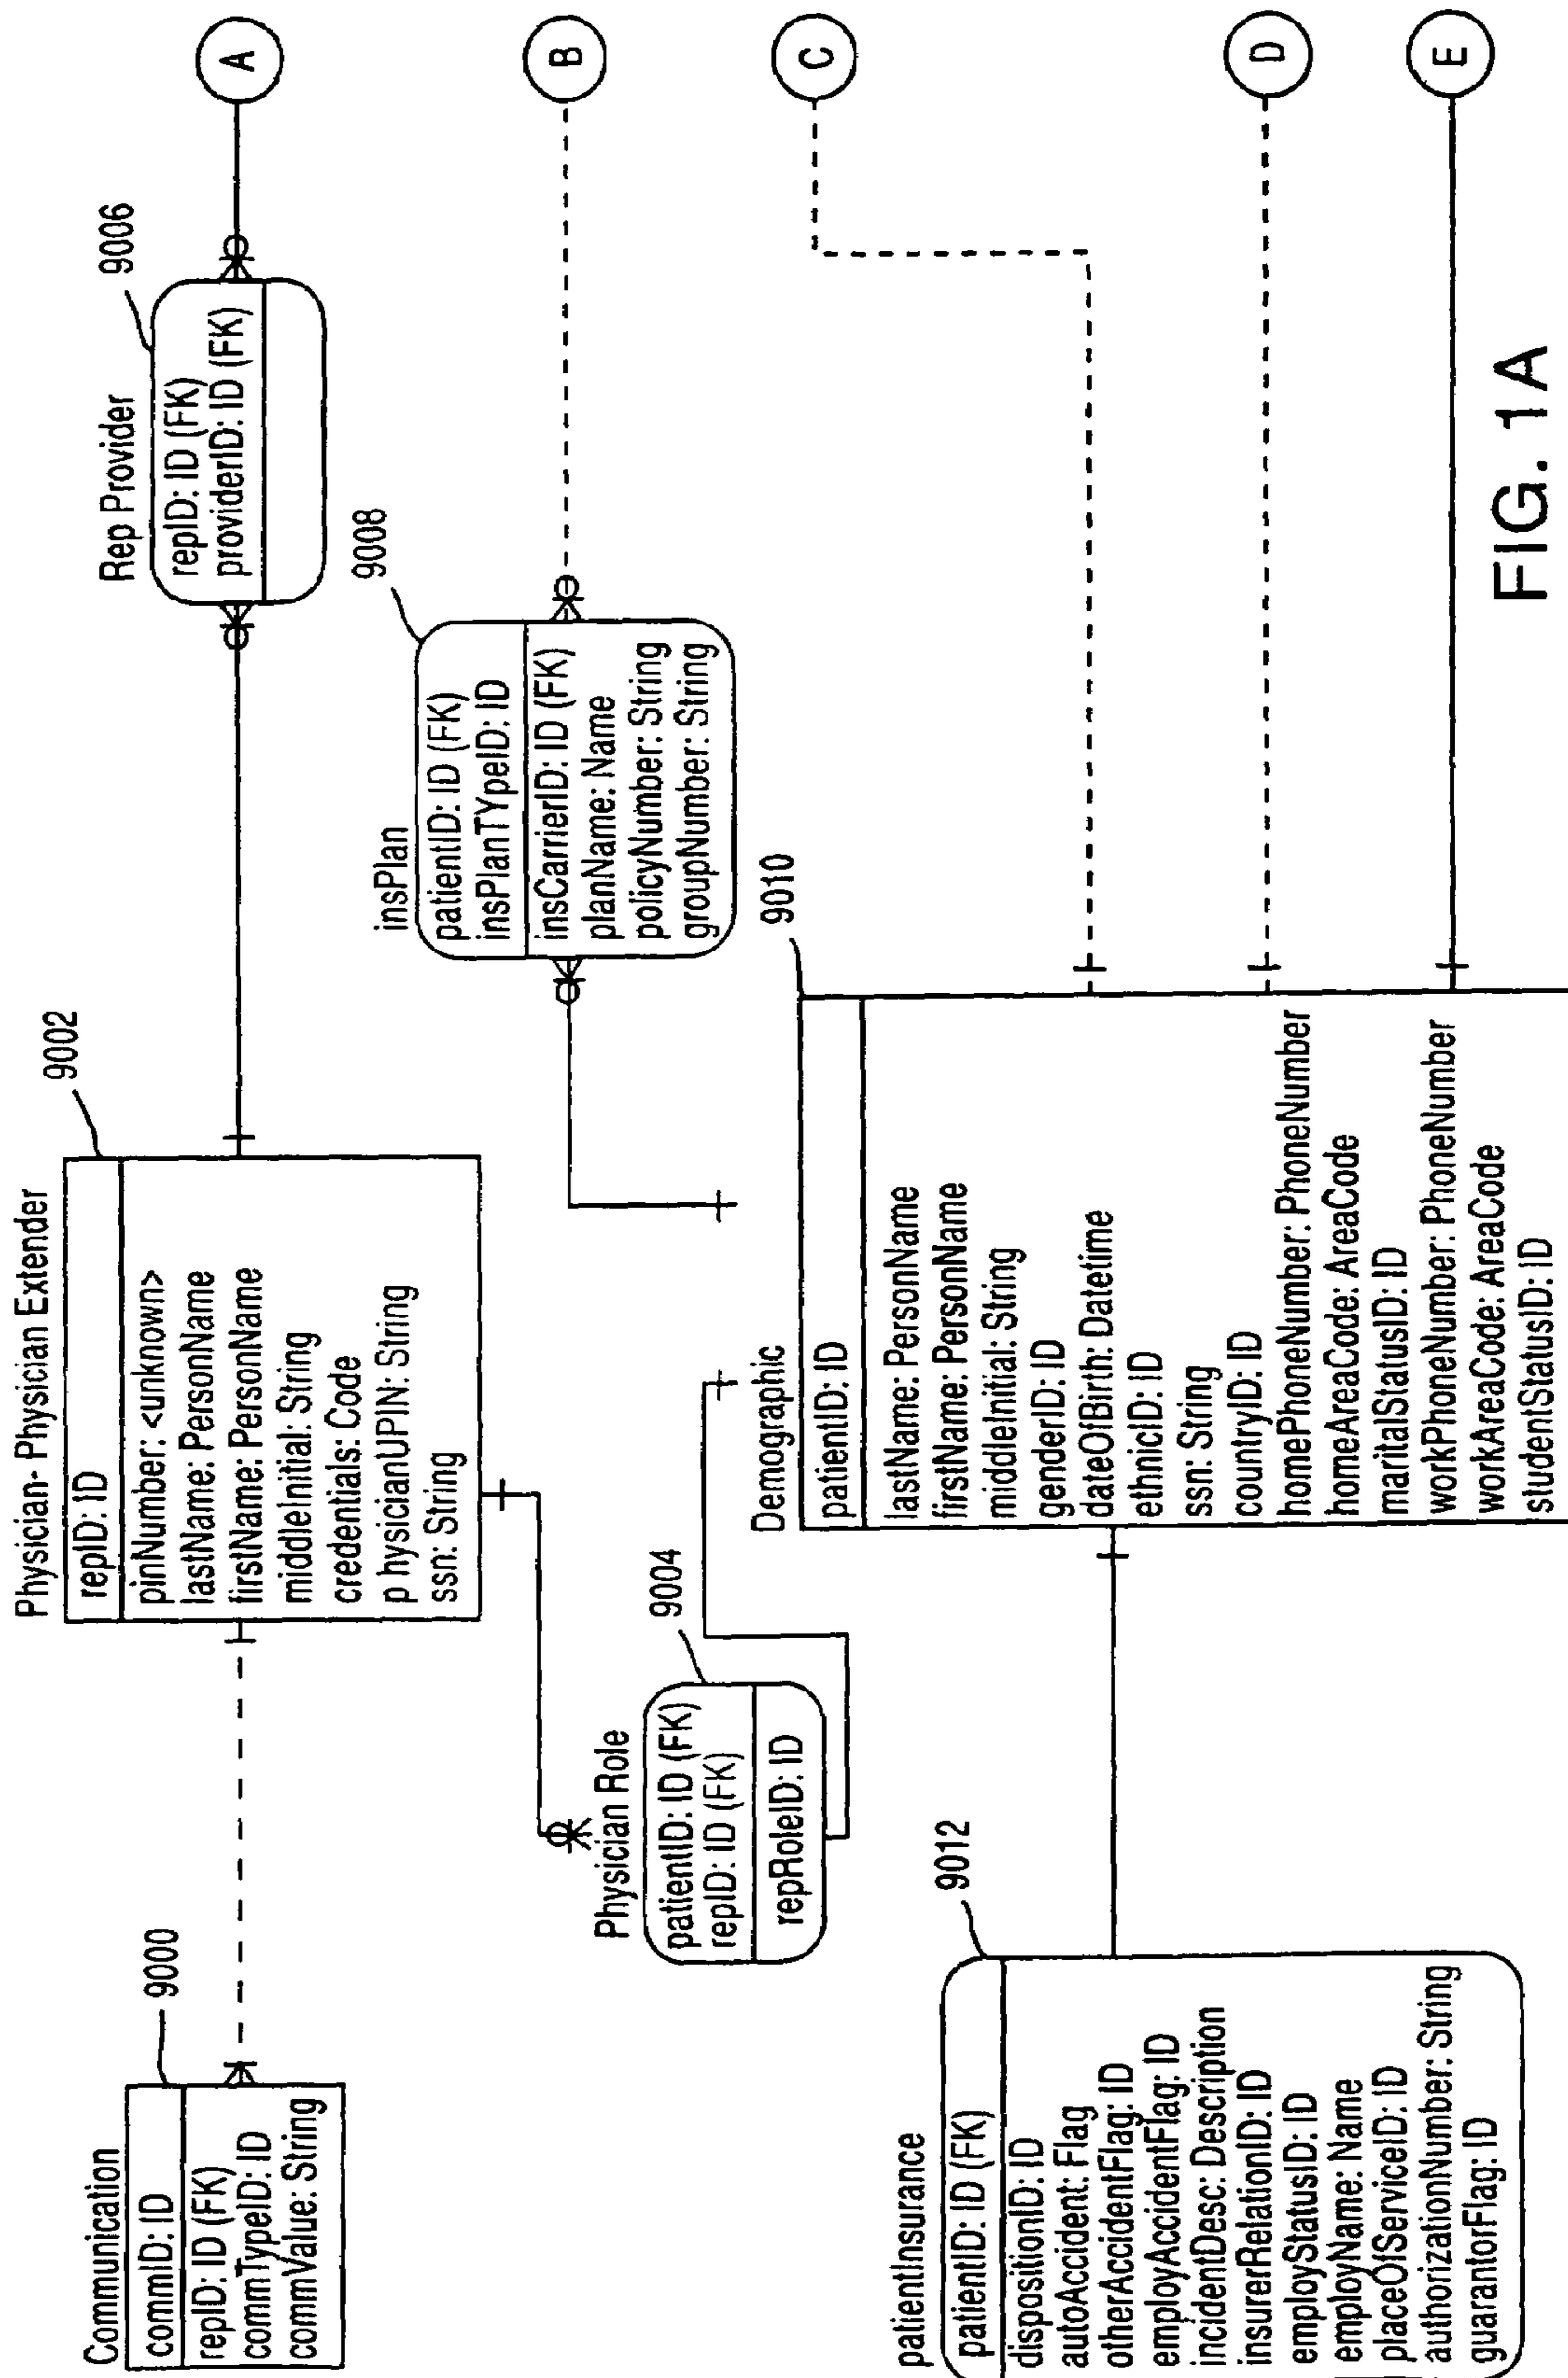 Communication
9000
commID: ID
repID: ID (FK)
commTypeID: ID
commValue: String
Physician- Physician Extender
9002
repID: ID
pinNumber: <unknown>
lastName: PersonName
firstName: PersonName
middleInitial: String
credentials: Code
p hysicianUPIN: String
ssn: String
Rep Provider
9006
repID: ID (FK)
providerID: ID (FK)
A
Physician Role
9004
patientID: ID (FK)
repID: ID (FK)
repRoleID: ID
insPlan
9008
patientID: ID (FK)
insPlanTYpeID: ID
insCarrierID: ID (FK)
planName: Name
policyNumber: String
groupNumber: String
B
patientInsurance
9012
patientID: ID (FK)
dispositionID: ID
autoAccident: Flag
otherAccidentFlag: ID
employAccidentFlag: ID
incidentDesc: Description
insurerRelationID: ID
employStatusID: ID
employName: Name
placeOfServiceID: ID
authorizationNumber: String
guarantorFlag: ID
Demographic
9010
patientID: ID
lastName: PersonName
firstName: PersonName
middleInitial: String
genderID: ID
dateOfBirth: Datetime
ethnicID: ID
ssn: String
countryID: ID
homePhoneNumber: PhoneNumber
homeAreaCode: AreaCode
maritalStatusID: ID
workPhoneNumber: PhoneNumber
workAreaCode: AreaCode
studentStatusID: ID
C
D
E
FIG. 1A